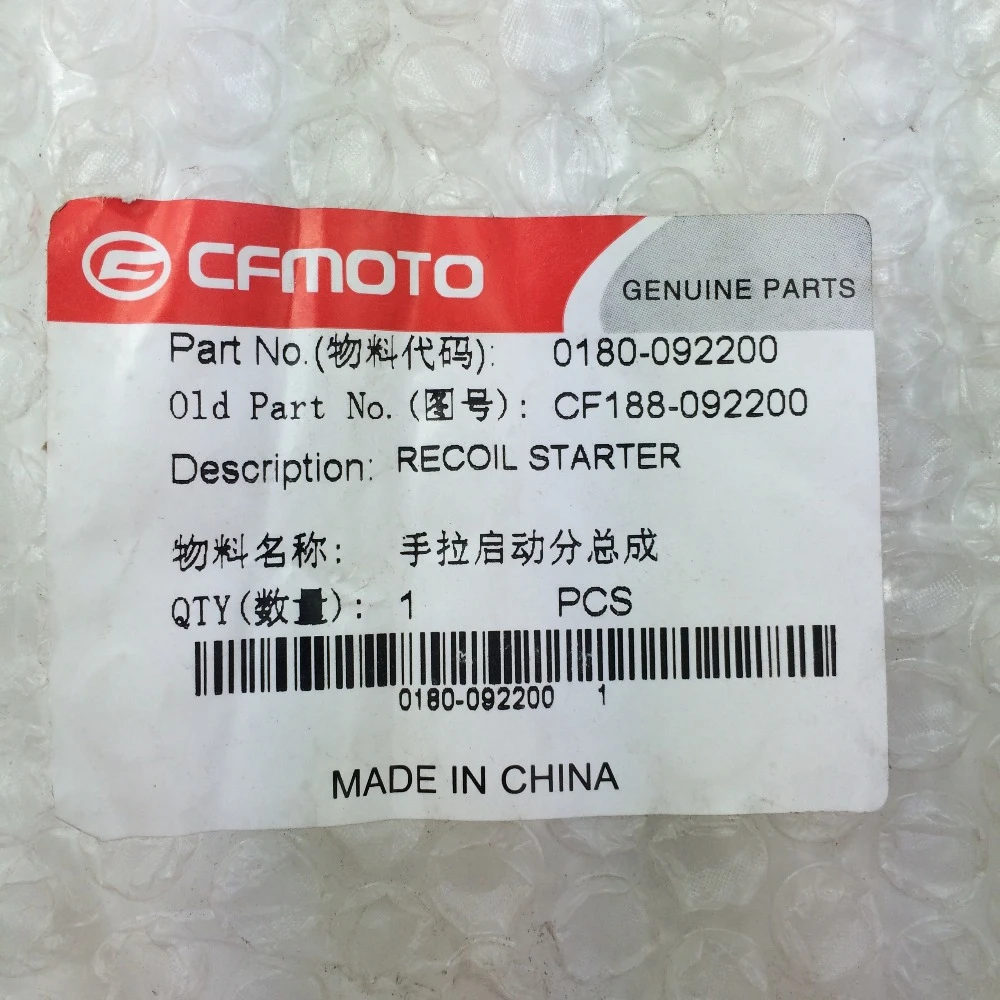 CFMOTO
GENUINE PARTS
Part No.(物料代码): 0180-092200
Old Part No.(图号): CF188-092200
Description: RECOIL STARTER
物料名称: 手拉启动分总成
QTY(数量): 1 PCS
0180-092200 1
MADE IN CHINA